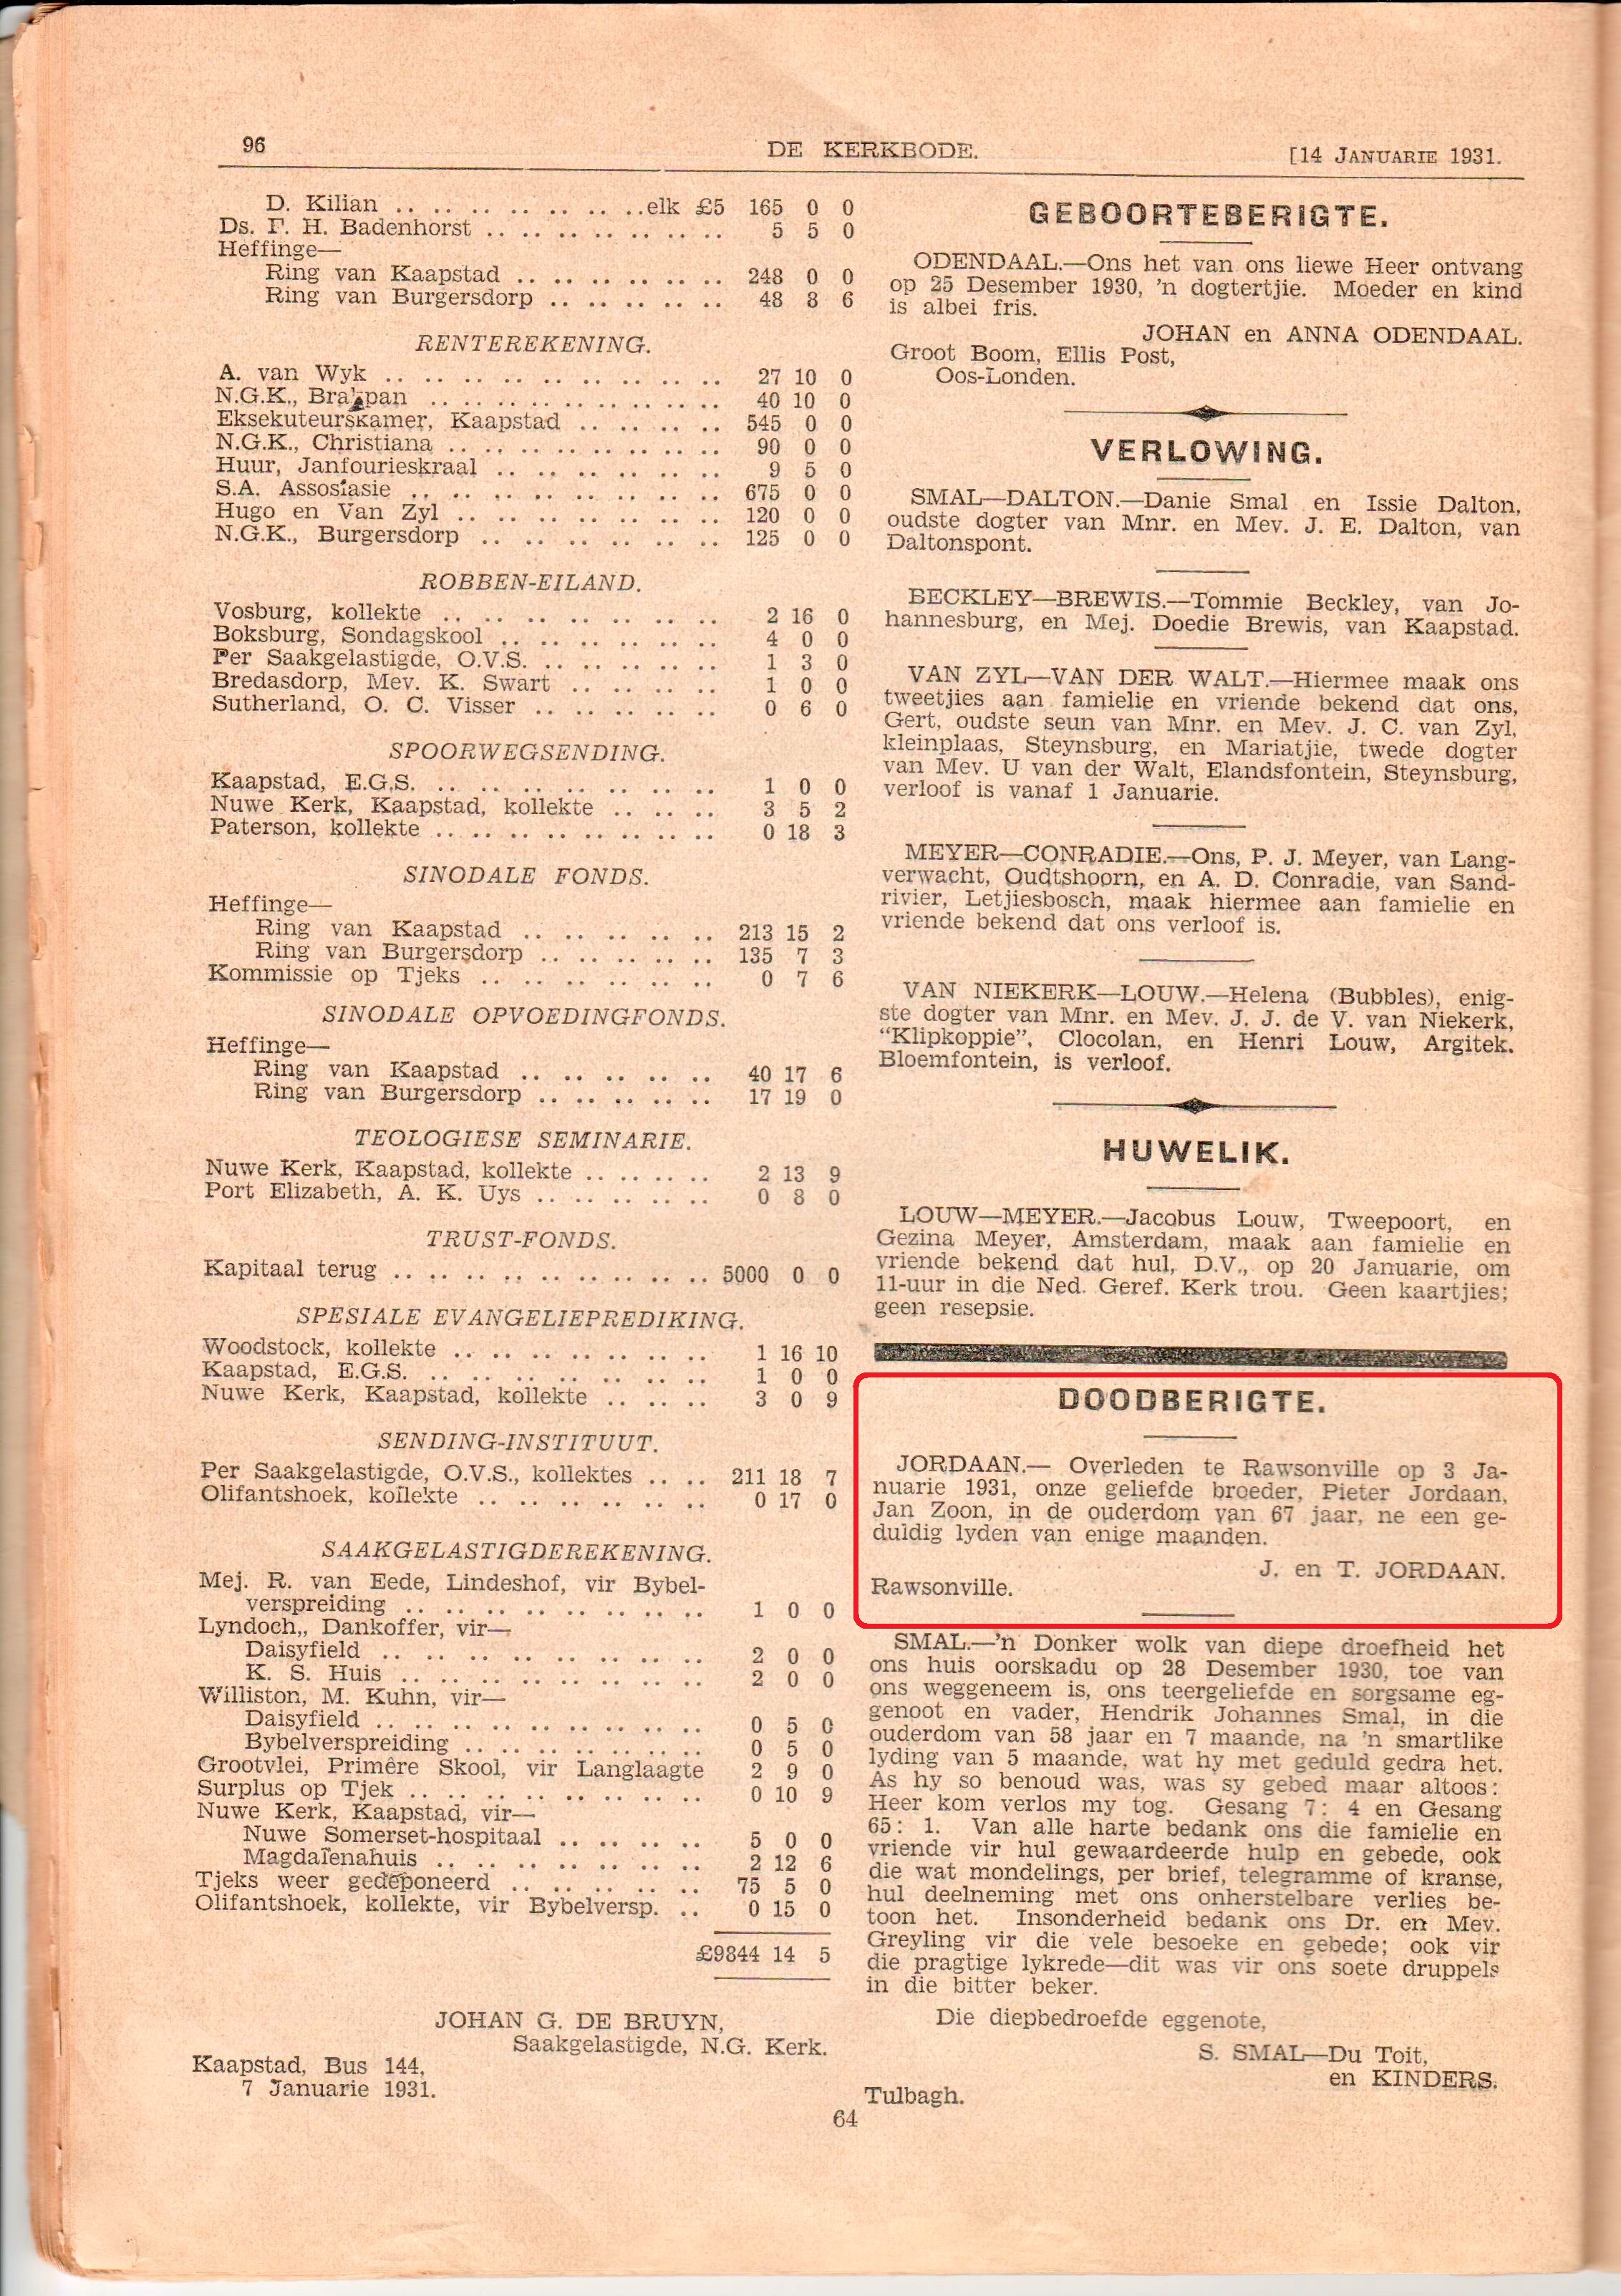 96
DE KERKBODE.
[14 JANUARIE 1931.
D. Kilian .. .. .. .. .. .. ..elk £5 165 0 0
Ds. F. H. Badenhorst .. .. .. .. .. .. .. 5 5 0
Heffinge—
Ring van Kaapstad .. .. .. .. .. .. 248 0 0
Ring van Burgersdorp .. .. .. .. .. 48 8 6
RENTEREKENING.
A. van Wyk .. .. .. .. .. .. .. .. .. .. 27 10 0
N.G.K., Brakpan .. .. .. .. .. .. .. .. 40 10 0
Eksekuteurskamer, Kaapstad .. .. .. .. 545 0 0
N.G.K., Christiana .. .. .. .. .. .. .. .. 90 0 0
Huur, Janfourieskraal .. .. .. .. .. .. 9 5 0
S.A. Assosiasie .. .. .. .. .. .. .. .. .. 675 0 0
Hugo en Van Zyl .. .. .. .. .. .. .. 120 0 0
N.G.K., Burgersdorp .. .. .. .. .. .. 125 0 0
ROBBEN-EILAND.
Vosburg, kollekte .. .. .. .. .. .. .. .. 2 16 0
Boksburg, Sondagskool .. .. .. .. .. .. 4 0 0
Per Saakgelastigde, O.V.S. .. .. .. .. .. 1 3 0
Bredasdorp, Mev. K. Swart .. .. .. .. 1 0 0
Sutherland, O. C. Visser .. .. .. .. .. 0 6 0
SPOORWEGSENDING.
Kaapstad, E.G.S. .. .. .. .. .. .. .. .. 1 0 0
Nuwe Kerk, Kaapstad, kollekte .. .. .. 3 5 2
Paterson, kollekte .. .. .. .. .. .. .. .. 0 18 3
SINODALE FONDS.
Heffinge—
Ring van Kaapstad .. .. .. .. .. .. 213 15 2
Ring van Burgersdorp .. .. .. .. .. 135 7 3
Kommissie op Tjeks .. .. .. .. .. .. 0 7 6
SINODALE OPVOEDINGFONDS.
Heffinge—
Ring van Kaapstad .. .. .. .. .. .. 40 17 6
Ring van Burgersdorp .. .. .. .. .. 17 19 0
TEOLOGIESE SEMINARIE.
Nuwe Kerk, Kaapstad, kollekte .. .. .. 2 13 9
Port Elizabeth, A. K. Uys .. .. .. .. .. 0 8 0
TRUST-FONDS.
Kapitaal terug .. .. .. .. .. .. .. .. .. 5000 0 0
SPESIALE EVANGELIEPREDIKING.
Woodstock, kollekte .. .. .. .. .. .. .. 1 16 10
Kaapstad, E.G.S. .. .. .. .. .. .. .. .. 1 0 0
Nuwe Kerk, Kaapstad, kollekte .. .. .. 3 0 9
SENDING-INSTITUUT.
Per Saakgelastigde, O.V.S., kollektes .. .. 211 18 7
Olifantshoek, kollekte .. .. .. .. .. .. 0 17 0
SAAKGELASTIGDEREKENING.
Mej. R. van Eede, Lindeshof, vir Bybel-
verspreiding .. .. .. .. .. .. .. .. 1 0 0
Lyndoch,, Dankoffer, vir—
Daisyfield .. .. .. .. .. .. .. .. .. 2 0 0
K. S. Huis .. .. .. .. .. .. .. .. 2 0 0
Williston, M. Kuhn, vir—
Daisyfield .. .. .. .. .. .. .. .. .. 0 5 0
Bybelverspreiding .. .. .. .. .. .. 0 5 0
Grootvlei, Primêre Skool, vir Langlaagte 2 9 0
Surplus op Tjek .. .. .. .. .. .. .. .. 0 10 9
Nuwe Kerk, Kaapstad, vir—
Nuwe Somerset-hospitaal .. .. .. .. 5 0 0
Magdalenahuis .. .. .. .. .. .. .. 2 12 6
Tjeks weer gedeponeerd .. .. .. .. .. 75 5 0
Olifantshoek, kollekte, vir Bybelversp. .. 0 15 0
£9844 14 5
JOHAN G. DE BRUYN,
Saakgelastigde, N.G. Kerk.
Kaapstad, Bus 144,
7 Januarie 1931.
GEBOORTEBERIGTE.
ODENDAAL.—Ons het van ons liewe Heer ontvang
op 25 Desember 1930, 'n dogtertjie. Moeder en kind
is albei fris.
JOHAN en ANNA ODENDAAL.
Groot Boom, Ellis Post,
Oos-Londen.
VERLOWING.
SMAL—DALTON.—Danie Smal en Issie Dalton,
oudste dogter van Mnr. en Mev. J. E. Dalton, van
Daltonspont.
BECKLEY—BREWIS.—Tommie Beckley, van Jo-
hannesburg, en Mej. Doedie Brewis, van Kaapstad.
VAN ZYL—VAN DER WALT.—Hiermee maak ons
tweetjies aan famielie en vriende bekend dat ons,
Gert, oudste seun van Mnr. en Mev. J. C. van Zyl,
kleinplaas, Steynsburg, en Mariatjie, twede dogter
van Mev. U van der Walt, Elandsfontein, Steynsburg,
verloof is vanaf 1 Januarie.
MEYER—CONRADIE.—Ons, P. J. Meyer, van Lang-
verwacht, Oudtshoorn, en A. D. Conradie, van Sand-
rivier, Letjiesbosch, maak hiermee aan famielie en
vriende bekend dat ons verloof is.
VAN NIEKERK—LOUW.—Helena (Bubbles), enig-
ste dogter van Mnr. en Mev. J. J. de V. van Niekerk,
"Klipkoppie", Clocolan, en Henri Louw, Argitek.
Bloemfontein, is verloof.
HUWELIK.
LOUW—MEYER.—Jacobus Louw, Tweepoort, en
Gezina Meyer, Amsterdam, maak aan famielie en
vriende bekend dat hul, D.V., op 20 Januarie, om
11-uur in die Ned. Geref. Kerk trou. Geen kaartjies;
geen resepsie.
DOODBERIGTE.
JORDAAN.— Overleden te Rawsonville op 3 Ja-
nuarie 1931, onze geliefde broeder, Pieter Jordaan,
Jan Zoon, in de ouderdom van 67 jaar, ne een ge-
duldig lyden van enige maanden.
J. en T. JORDAAN.
Rawsonville.
SMAL.—'n Donker wolk van diepe droefheid het
ons huis oorskadu op 28 Desember 1930, toe van
ons weggeneem is, ons teergeliefde en sorgsame eg-
genoot en vader, Hendrik Johannes Smal, in die
ouderdom van 58 jaar en 7 maande, na 'n smartlike
lyding van 5 maande, wat hy met geduld gedra het.
As hy so benoud was, was sy gebed maar altoos:
Heer kom verlos my tog. Gesang 7: 4 en Gesang
65: 1. Van alle harte bedank ons die famielie en
vriende vir hul gewaardeerde hulp en gebede, ook
die wat mondelings, per brief, telegramme of kranse,
hul deelneming met ons onherstelbare verlies be-
toon het. Insonderheid bedank ons Dr. en Mev.
Greyling vir die vele besoeke en gebede; ook vir
die pragtige lykrede—dit was vir ons soete druppels
in die bitter beker.
Die diepbedroefde eggenote,
S. SMAL—Du Toit,
en KINDERS.
Tulbagh.
64